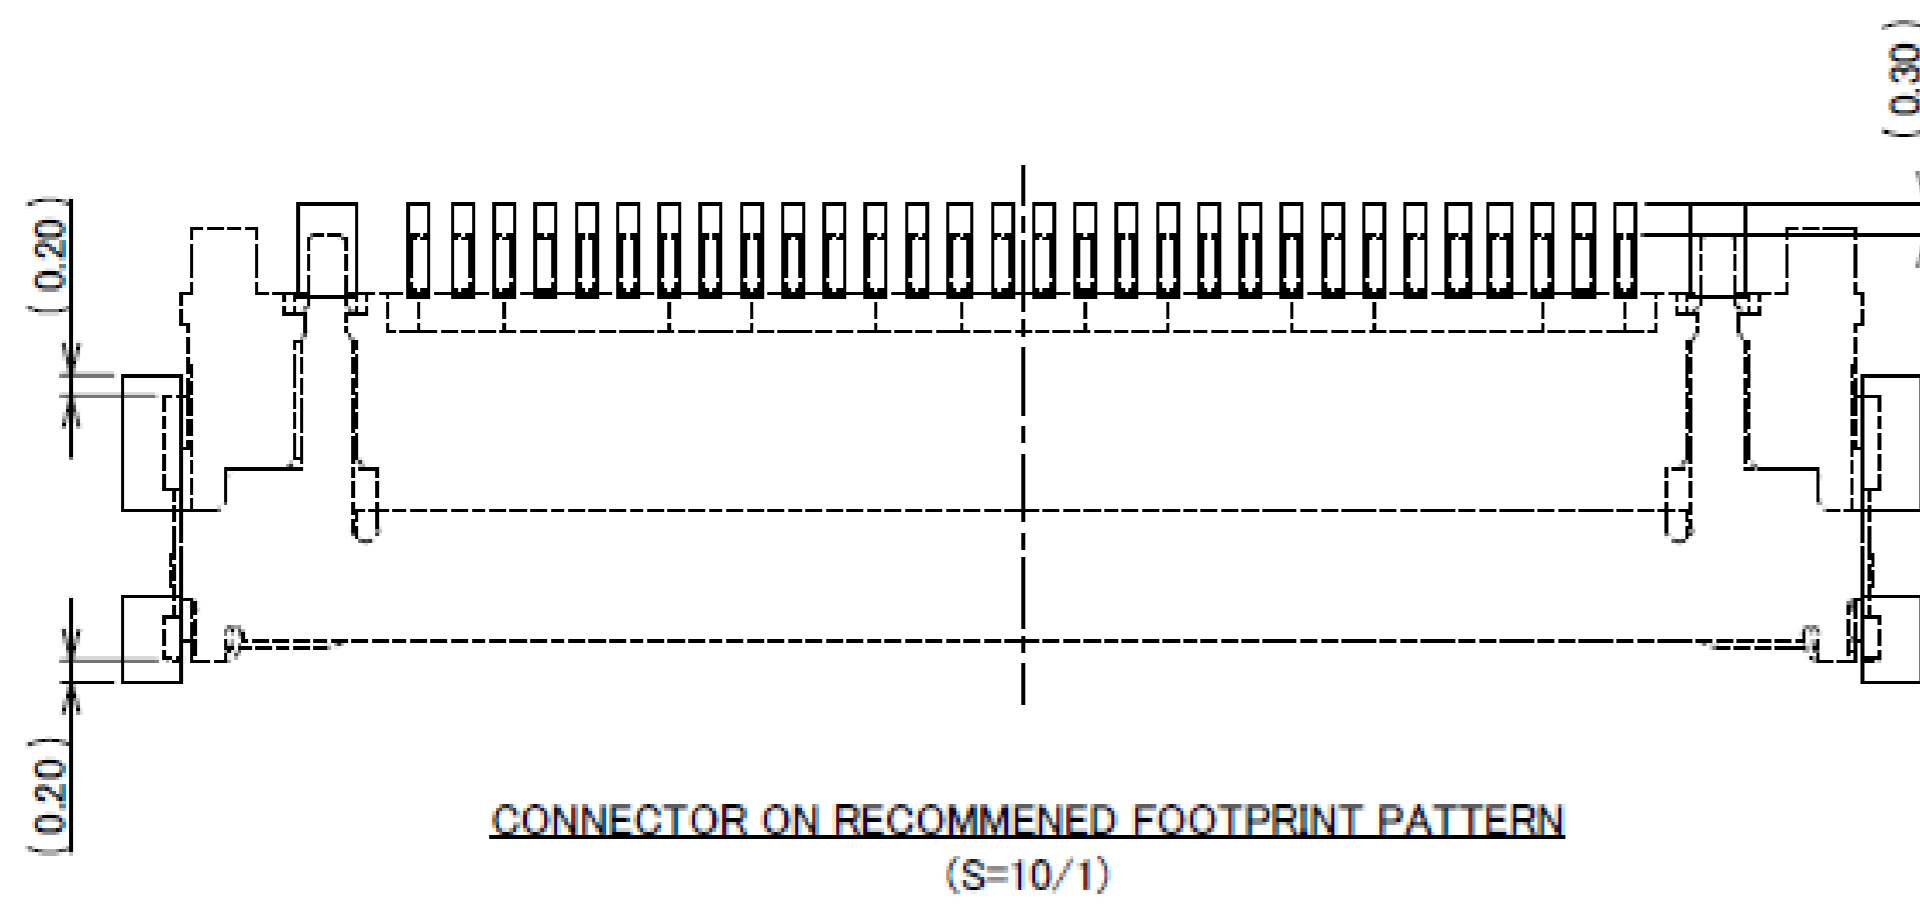 ( 0.30 )
( 0.20 )
( 0.20 )
CONNECTOR ON RECOMMENED FOOTPRINT PATTERN
(S=10/1)